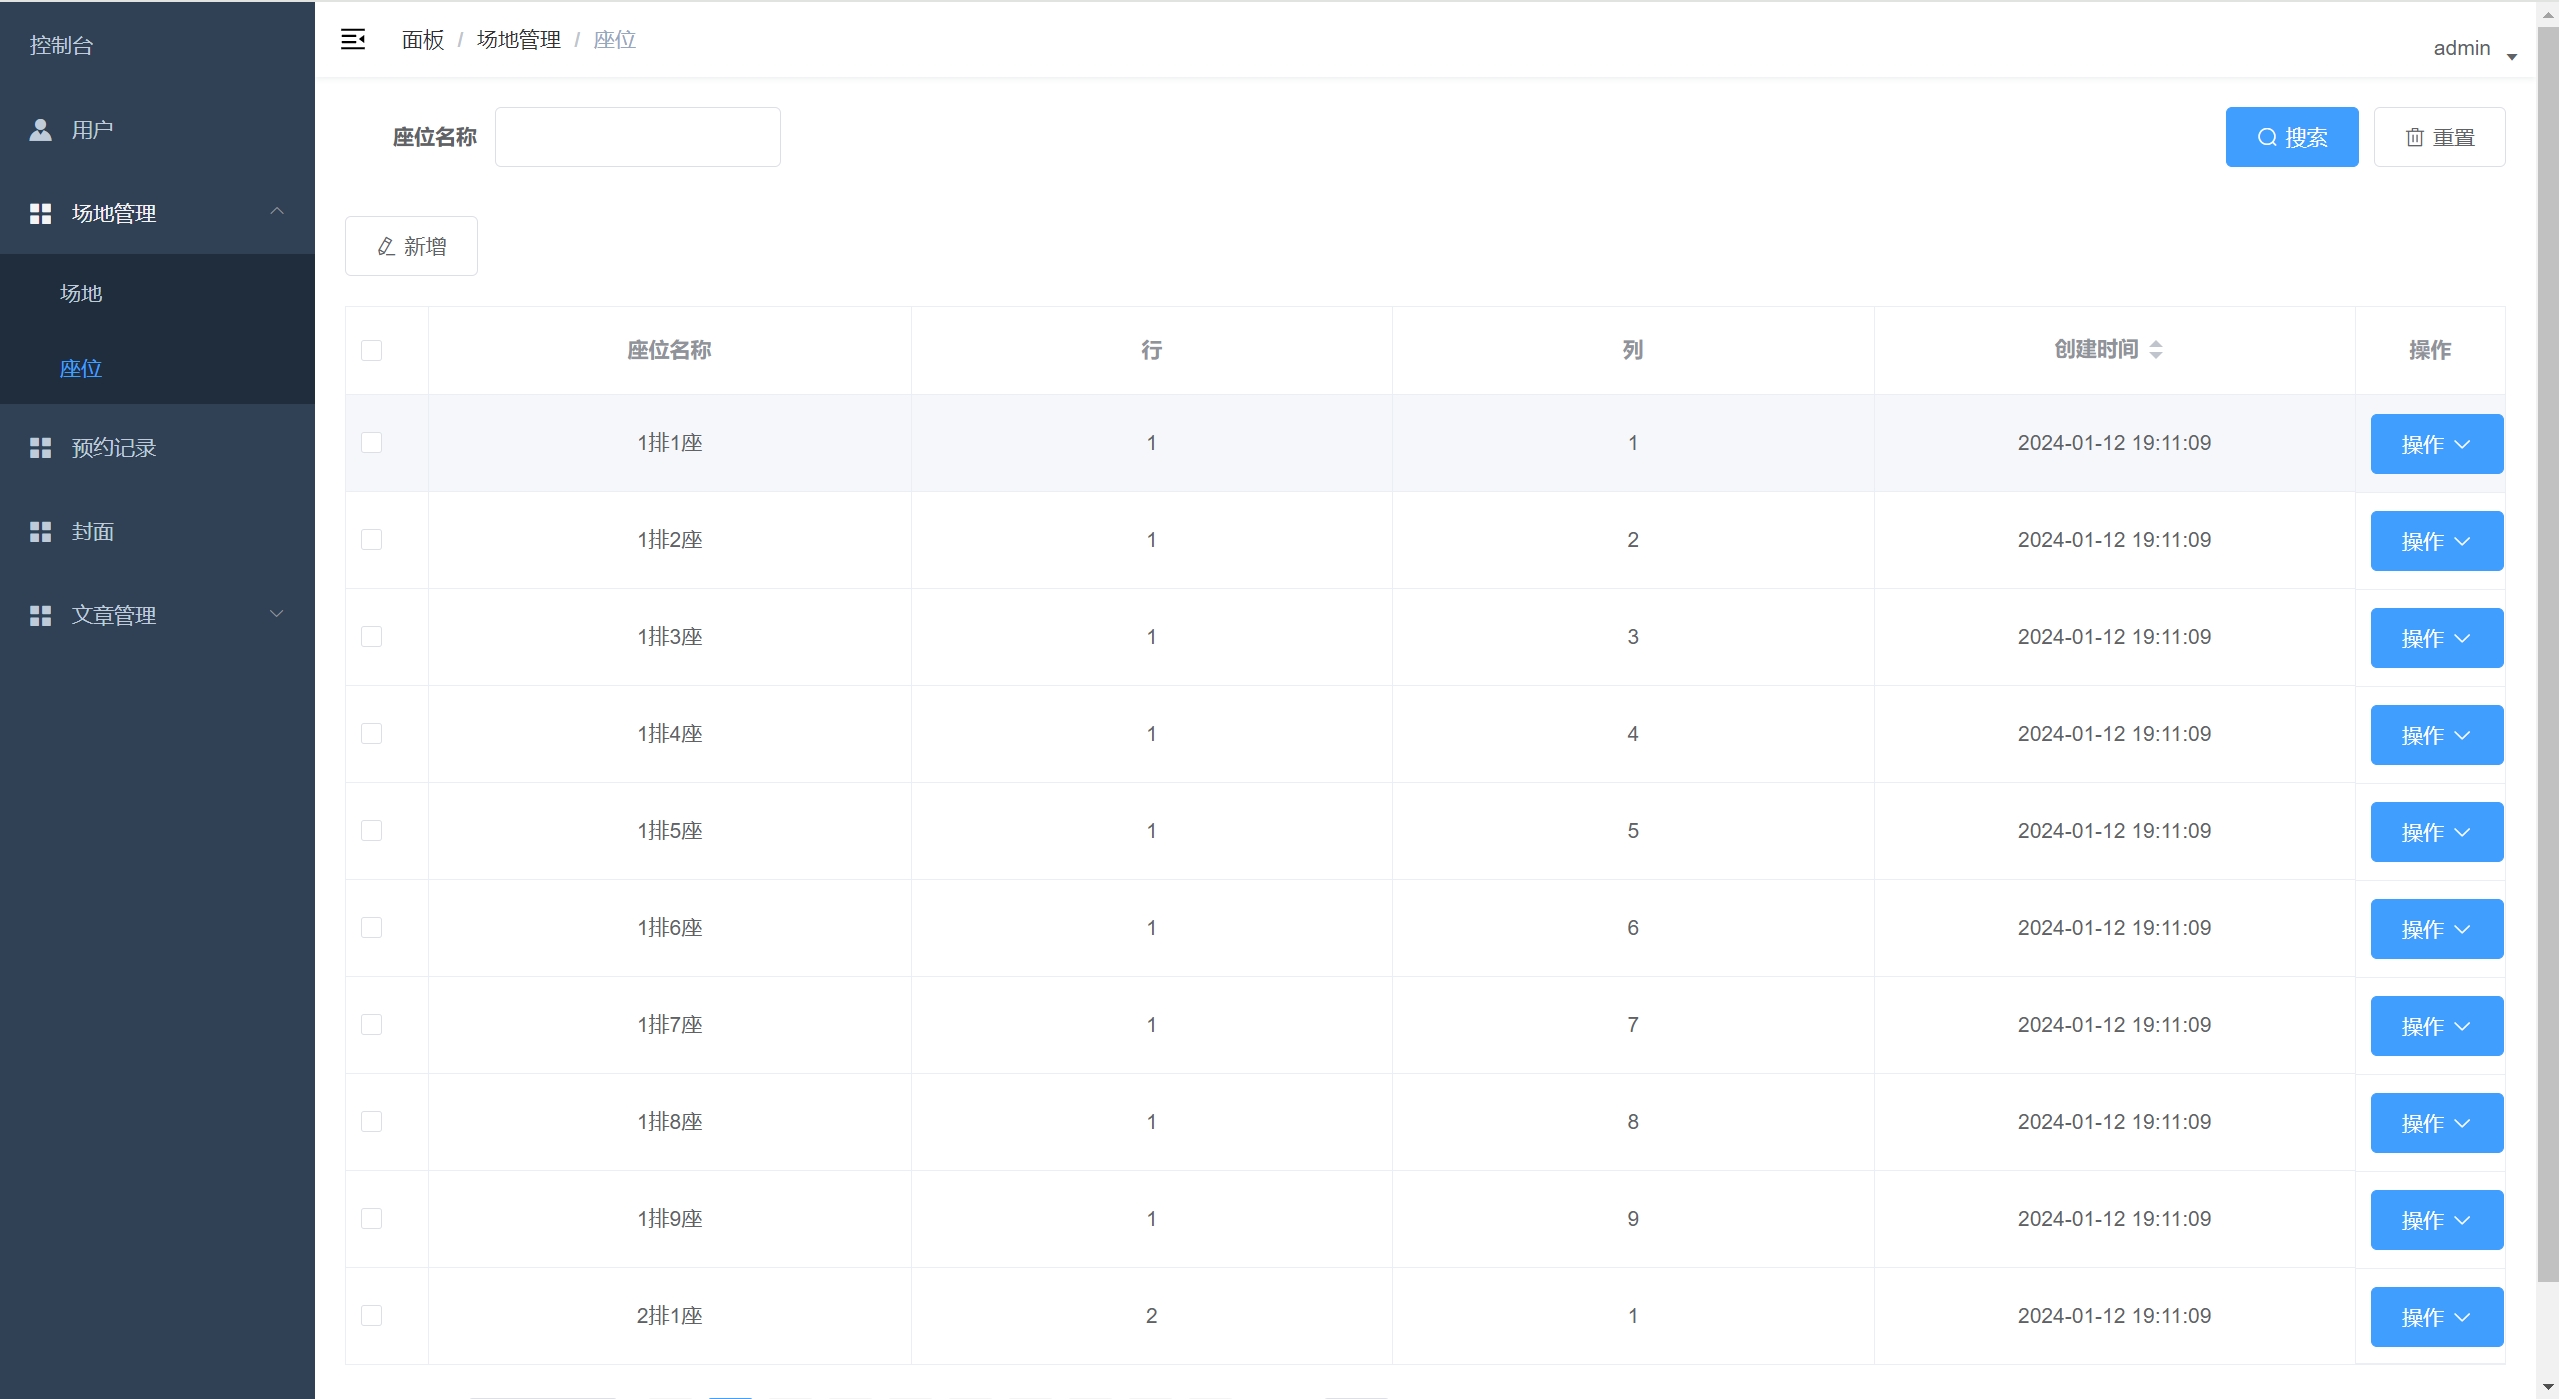 控制台
用户
场地管理
场地
座位
预约记录
封面
文章管理
面板 / 场地管理 / 座位
admin
座位名称
搜索 重置
新增
座位名称 行 列 创建时间 操作
1排1座 1 1 2024-01-12 19:11:09 操作
1排2座 1 2 2024-01-12 19:11:09 操作
1排3座 1 3 2024-01-12 19:11:09 操作
1排4座 1 4 2024-01-12 19:11:09 操作
1排5座 1 5 2024-01-12 19:11:09 操作
1排6座 1 6 2024-01-12 19:11:09 操作
1排7座 1 7 2024-01-12 19:11:09 操作
1排8座 1 8 2024-01-12 19:11:09 操作
1排9座 1 9 2024-01-12 19:11:09 操作
2排1座 2 1 2024-01-12 19:11:09 操作